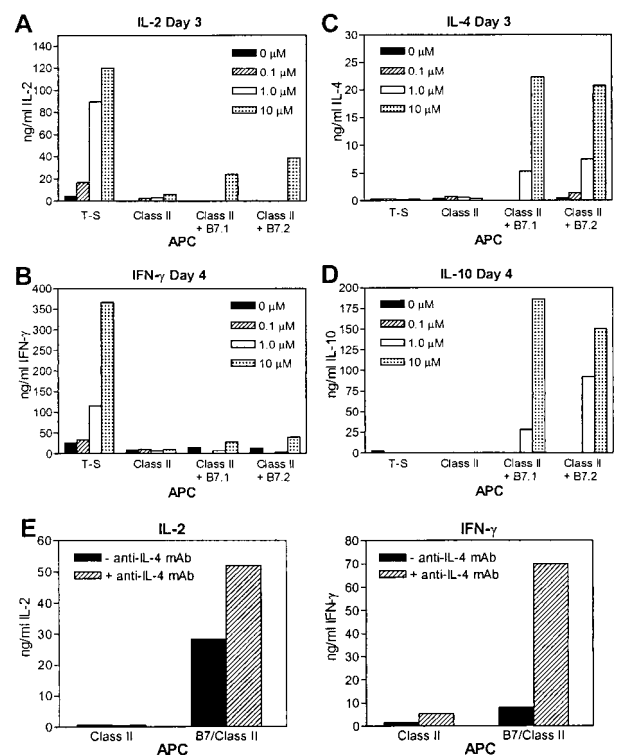 A
IL-2 Day 3
ng/ml IL-2
140
120
100
80
60
40
20
0
0 µM
0.1 µM
1.0 µM
10 µM
T-S
Class II
Class II + B7.1
Class II + B7.2
APC
C
IL-4 Day 3
ng/ml IL-4
30
25
20
15
10
5
0
0 µM
0.1 µM
1.0 µM
10 µM
T-S
Class II
Class II + B7.1
Class II + B7.2
APC
B
IFN-γ Day 4
ng/ml IFN-γ
400
350
300
250
200
150
100
50
0
0 µM
0.1 µM
1.0 µM
10 µM
T-S
Class II
Class II + B7.1
Class II + B7.2
APC
D
IL-10 Day 4
ng/ml IL-10
200
175
150
125
100
75
50
25
0
0 µM
0.1 µM
1.0 µM
10 µM
T-S
Class II
Class II + B7.1
Class II + B7.2
APC
E
IL-2
ng/ml IL-2
60
50
40
30
20
10
0
- anti-IL-4 mAb
+ anti-IL-4 mAb
Class II
B7/Class II
APC
IFN-γ
ng/ml IFN-γ
80
70
60
50
40
30
20
10
0
- anti-IL-4 mAb
+ anti-IL-4 mAb
Class II
B7/Class II
APC